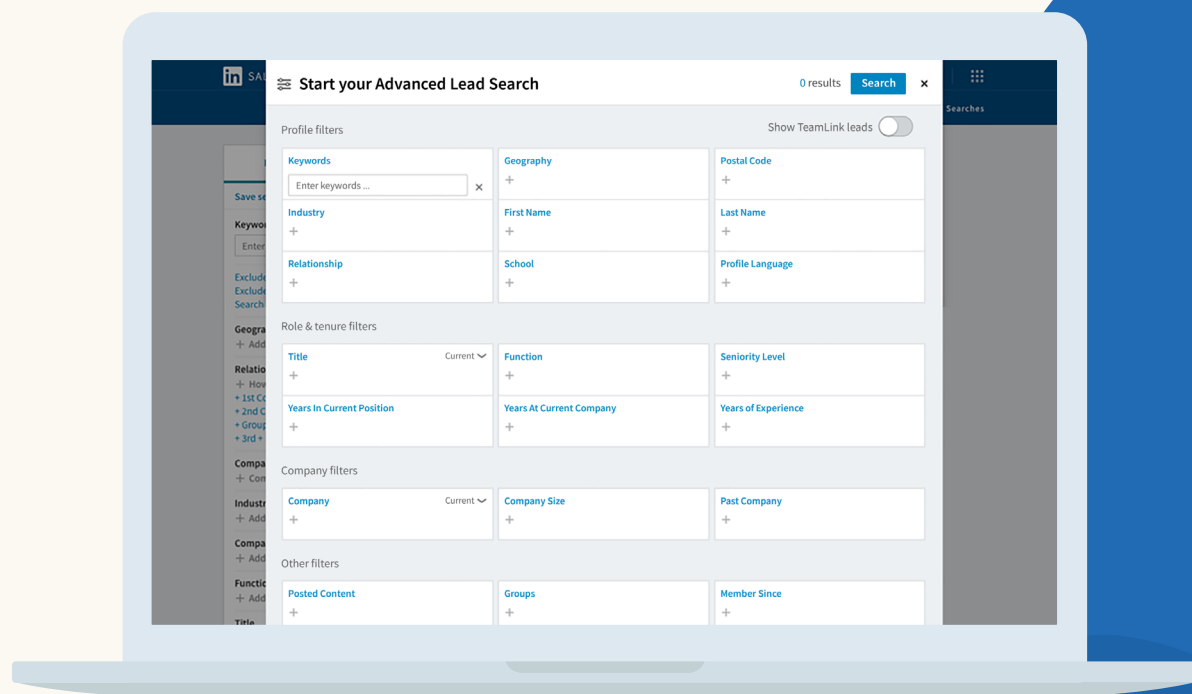 in SAL
Start your Advanced Lead Search
0 results
Search
×
Searches
Profile filters
Show TeamLink leads
Keywords
Enter keywords ...
×
Geography
+
Postal Code
+
Industry
+
First Name
+
Last Name
+
Relationship
+
School
+
Profile Language
+
Role & tenure filters
Title
Current
+
Function
+
Seniority Level
+
Years In Current Position
+
Years At Current Company
+
Years of Experience
+
Company filters
Company
Current
+
Company Size
+
Past Company
+
Other filters
Posted Content
+
Groups
+
Member Since
+
Save se
Keywor
Enter
Exclude
Exclude
Search
Geogra
+ Add
Relatio
+ How
+ 1st Co
+ 2nd C
+ Group
+ 3rd +
Compa
+ Con
Industr
+ Add
Compa
+ Add
Functio
+ Add
Title